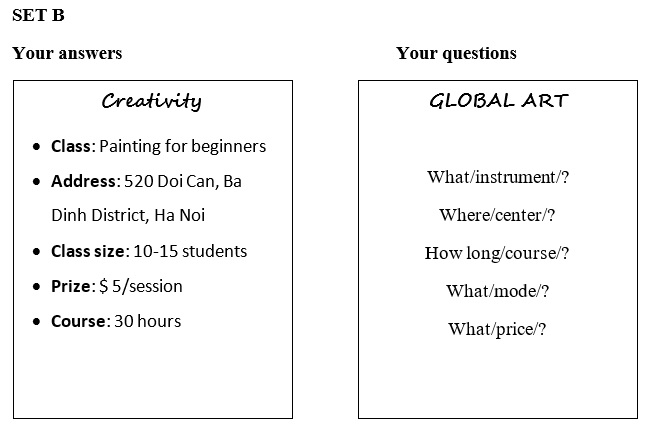 SET B
Your answers
Your questions
Creativity
• Class: Painting for beginners
• Address: 520 Doi Can, Ba
Dinh District, Ha Noi
• Class size: 10-15 students
• Prize: $ 5/session
• Course: 30 hours
GLOBAL ART
What/instrument/?
Where/center/?
How long/course/?
What/mode/?
What/price/?